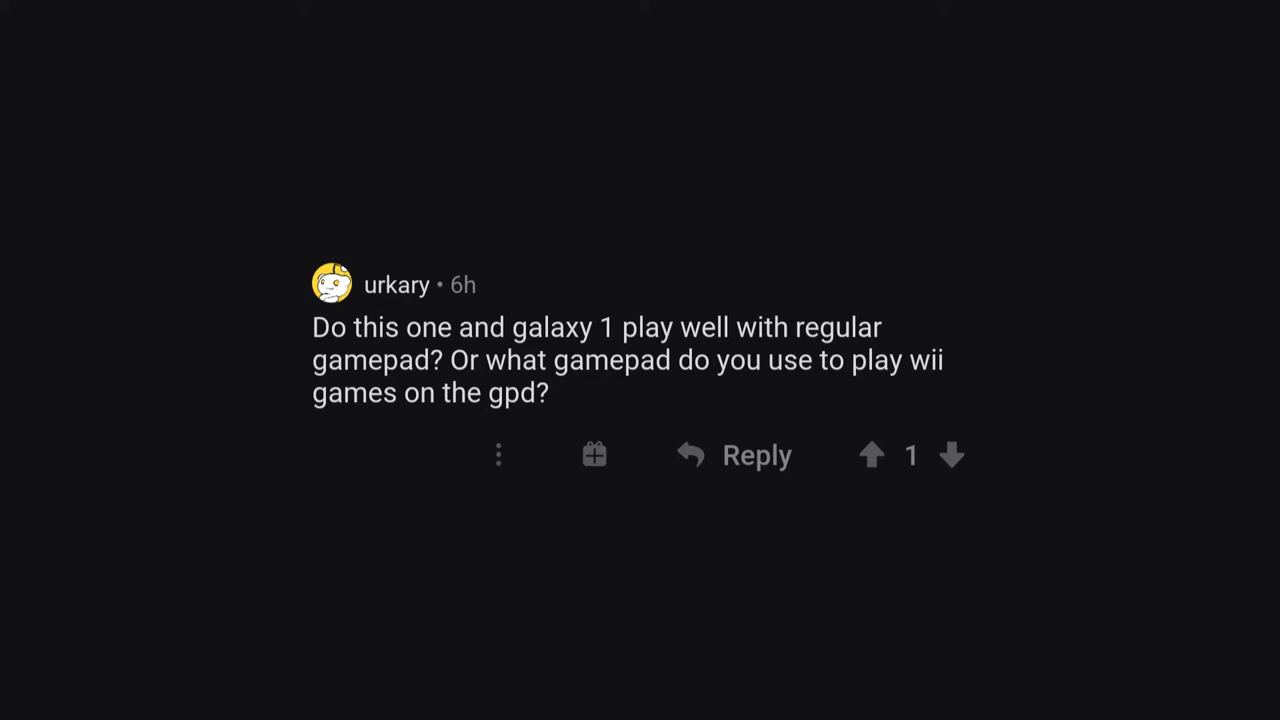 urkary • 6h
Do this one and galaxy 1 play well with regular
gamepad? Or what gamepad do you use to play wii
games on the gpd?
Reply 1